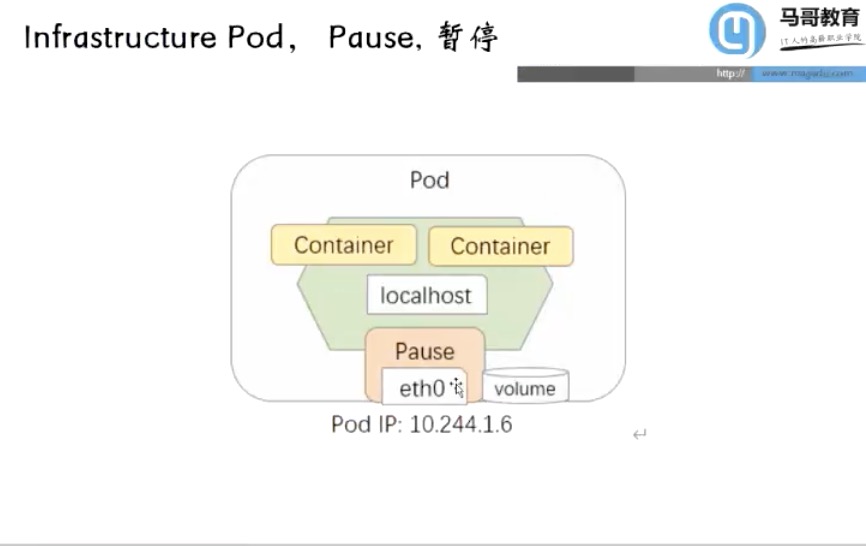 Infrastructure Pod， Pause, 暂停
马哥教育
IT人的高薪职业学院
http://
www.magedu.com
Pod
Container
Container
localhost
Pause
eth0
volume
Pod IP: 10.244.1.6